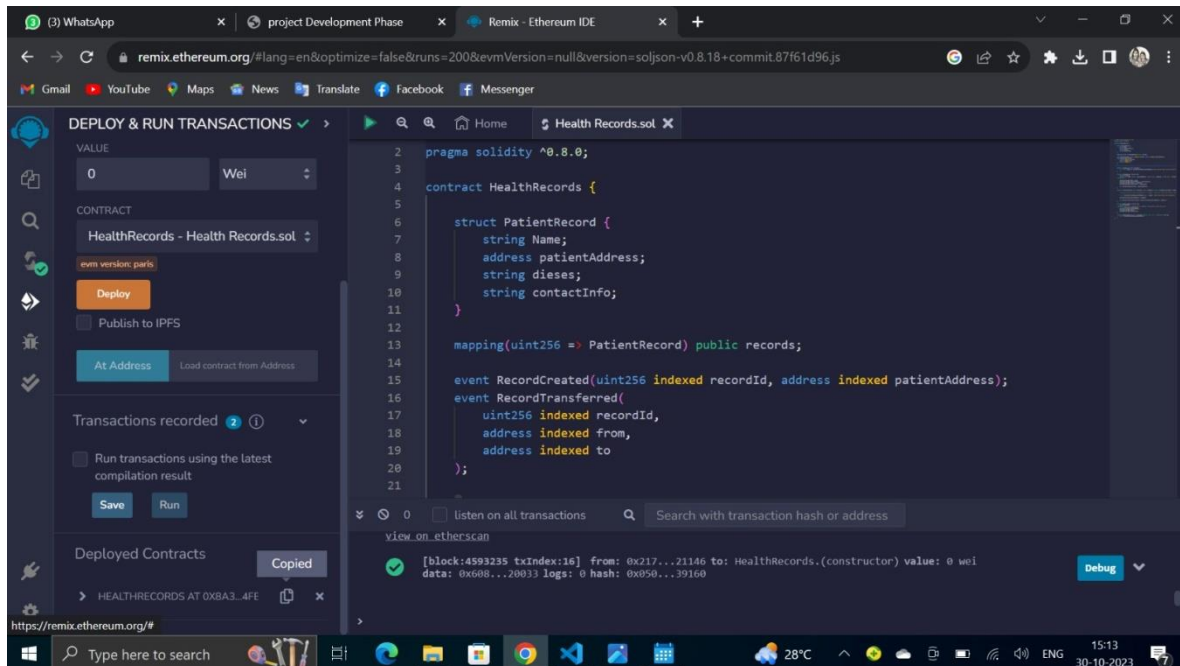 (3) WhatsApp
project Development Phase
Remix - Ethereum IDE
remix.ethereum.org/#lang=en&optimize=false&runs=200&evmVersion=null&version=soljson-v0.8.18+commit.87f61d96.js
Gmail YouTube Maps News Translate Facebook Messenger
DEPLOY & RUN TRANSACTIONS
VALUE
0 Wei
CONTRACT
HealthRecords - Health Records.sol
evm version: paris
Deploy
Publish to IPFS
At Address Load contract from Address
Transactions recorded 2
Run transactions using the latest
compilation result
Save Run
Deployed Contracts
Copied
HEALTHRECORDS AT 0XBA3...4FE
https://remix.ethereum.org/#
Home Health Records.sol
2 pragma solidity ^0.8.0;
3
4 contract HealthRecords {
5
6 struct PatientRecord {
7 string Name;
8 address patientAddress;
9 string dieses;
10 string contactInfo;
11 }
12
13 mapping(uint256 => PatientRecord) public records;
14
15 event RecordCreated(uint256 indexed recordId, address indexed patientAddress);
16 event RecordTransferred(
17 uint256 indexed recordId,
18 address indexed from,
19 address indexed to
20 );
21
0 listen on all transactions Search with transaction hash or address
view on etherscan
[block:4593235 txIndex:16] from: 0x217...21146 to: HealthRecords.(constructor) value: 0 wei
data: 0x608...20033 logs: 0 hash: 0x050...39160
Debug
>
Type here to search
28°C
ENG
15:13
30-10-2023
7